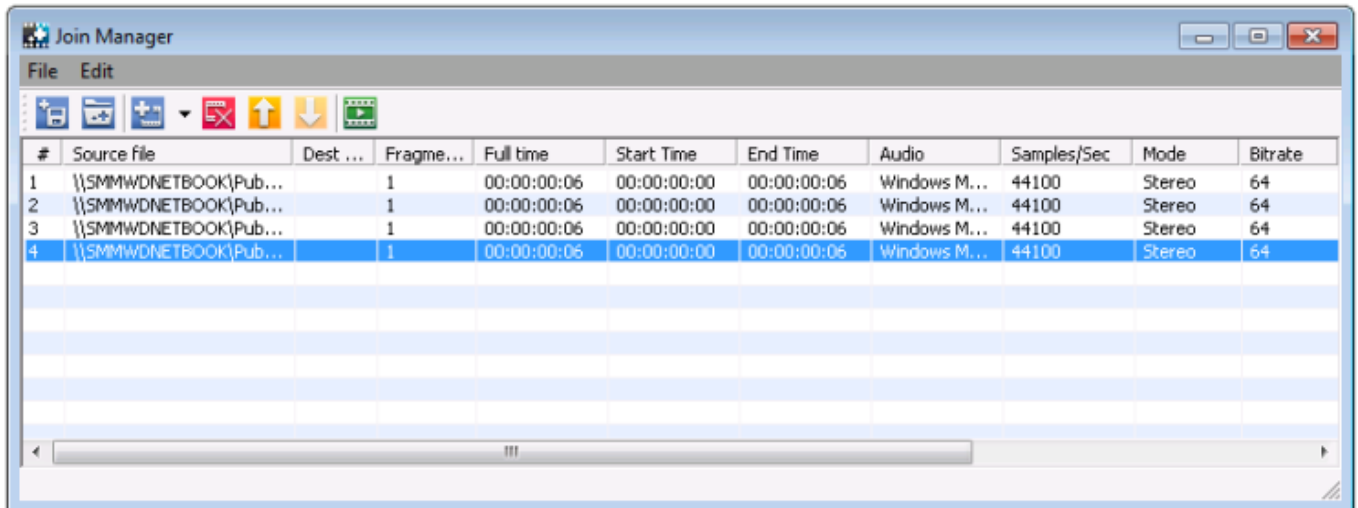 Join Manager
File Edit
# Source file Dest ... Fragme... Full time Start Time End Time Audio Samples/Sec Mode Bitrate
1 \\SMMWDNETBOOK\Pub... 1 00:00:00:06 00:00:00:00 00:00:00:06 Windows M... 44100 Stereo 64
2 \\SMMWDNETBOOK\Pub... 1 00:00:00:06 00:00:00:00 00:00:00:06 Windows M... 44100 Stereo 64
3 \\SMMWDNETBOOK\Pub... 1 00:00:00:06 00:00:00:00 00:00:00:06 Windows M... 44100 Stereo 64
4 \\SMMWDNETBOOK\Pub... 1 00:00:00:06 00:00:00:00 00:00:00:06 Windows M... 44100 Stereo 64